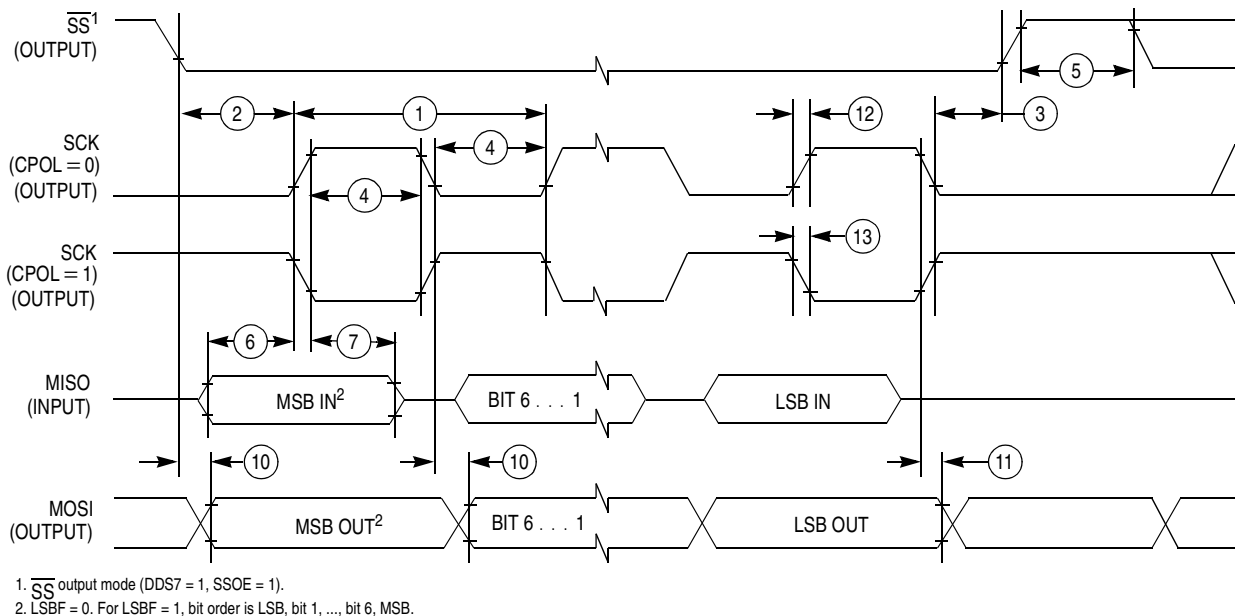 SS¹
(OUTPUT)
5
2
1
12
3
SCK
(CPOL = 0)
(OUTPUT)
4
4
SCK
(CPOL = 1)
(OUTPUT)
13
6
7
MISO
(INPUT)
MSB IN²
BIT 6 . . . 1
LSB IN
10
10
11
MOSI
(OUTPUT)
MSB OUT²
BIT 6 . . . 1
LSB OUT
1. SS output mode (DDS7 = 1, SSOE = 1).
2. LSBF = 0. For LSBF = 1, bit order is LSB, bit 1, ..., bit 6, MSB.